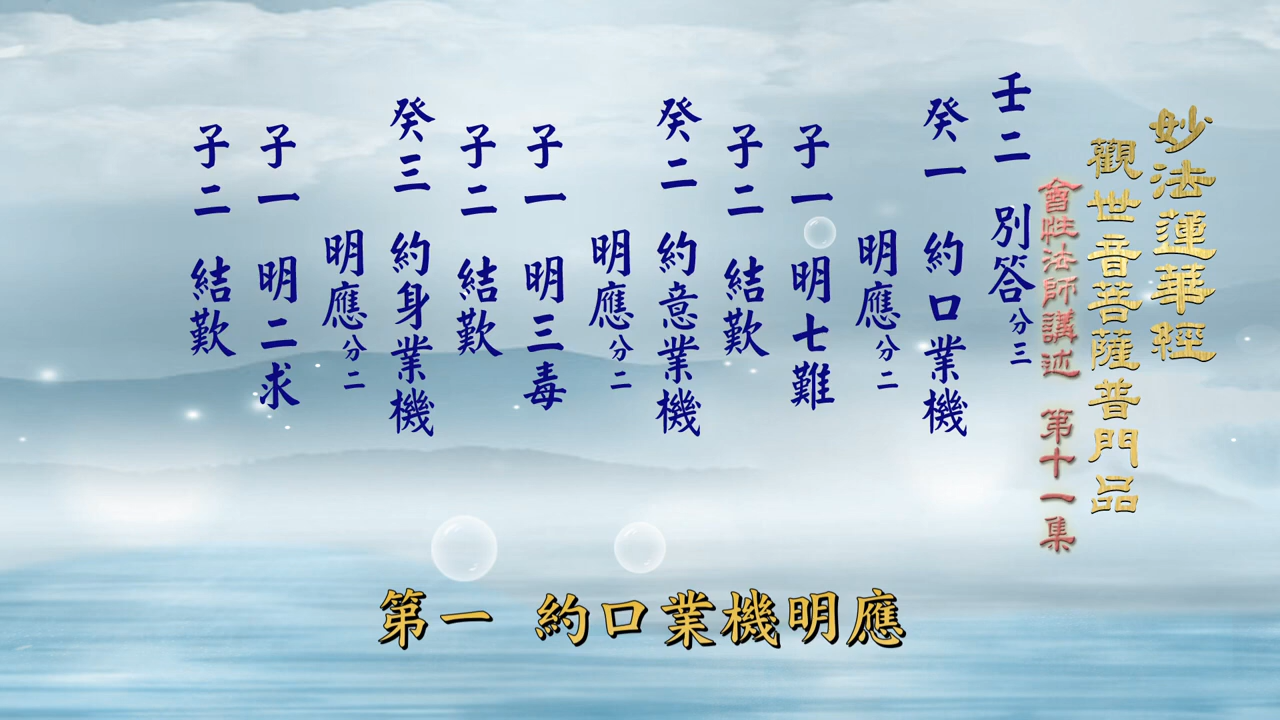 妙法蓮華經
觀世音菩薩普門品
會性法師講述 第十一集
壬二 別答分三
癸一 約口業機
明應分二
子一 明七難
子二 結歎
癸二 約意業機
明應分二
子一 明三毒
子二 結歎
癸三 約身業機
明應分二
子一 明二求
子二 結歎
第一 約口業機明應